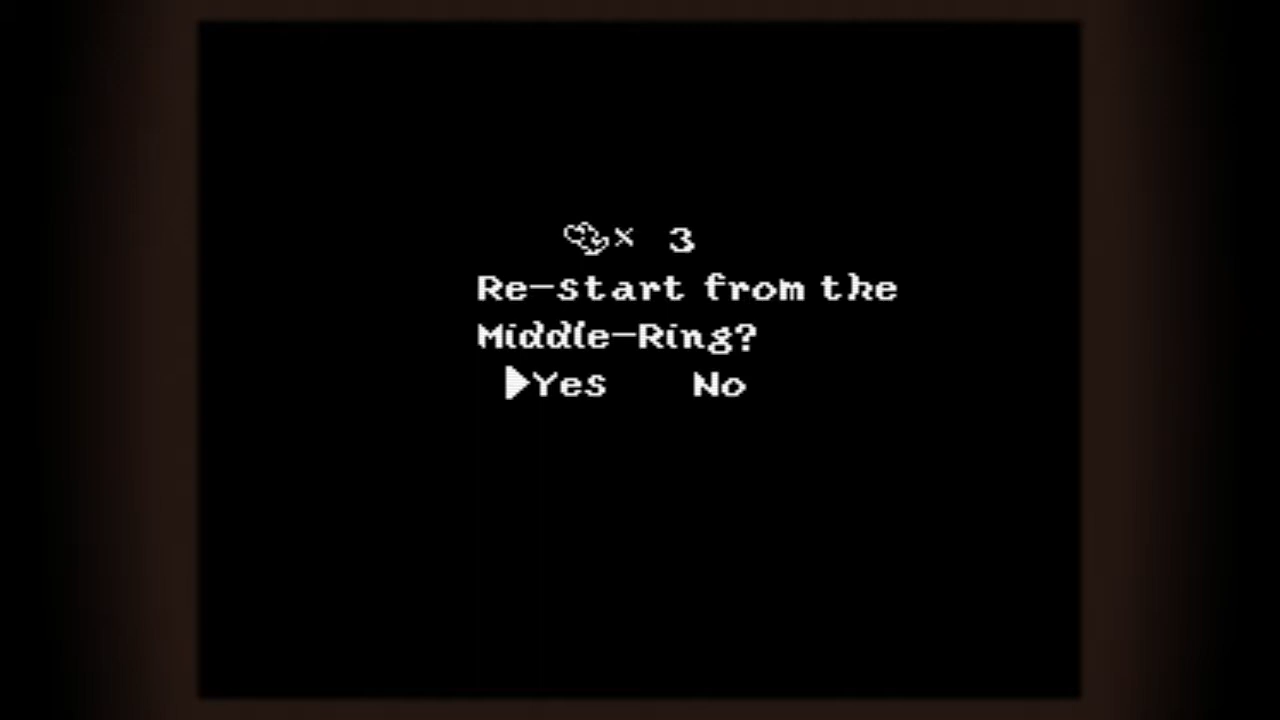 × 3
Re-start from the
Middle-Ring?
▶Yes No